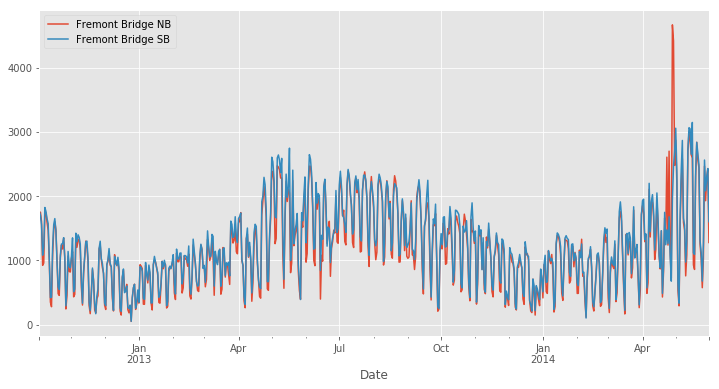 Fremont Bridge NB
Fremont Bridge SB
4000
3000
2000
1000
0
Jan Apr Jul Oct Jan Apr
2013 2014
Date